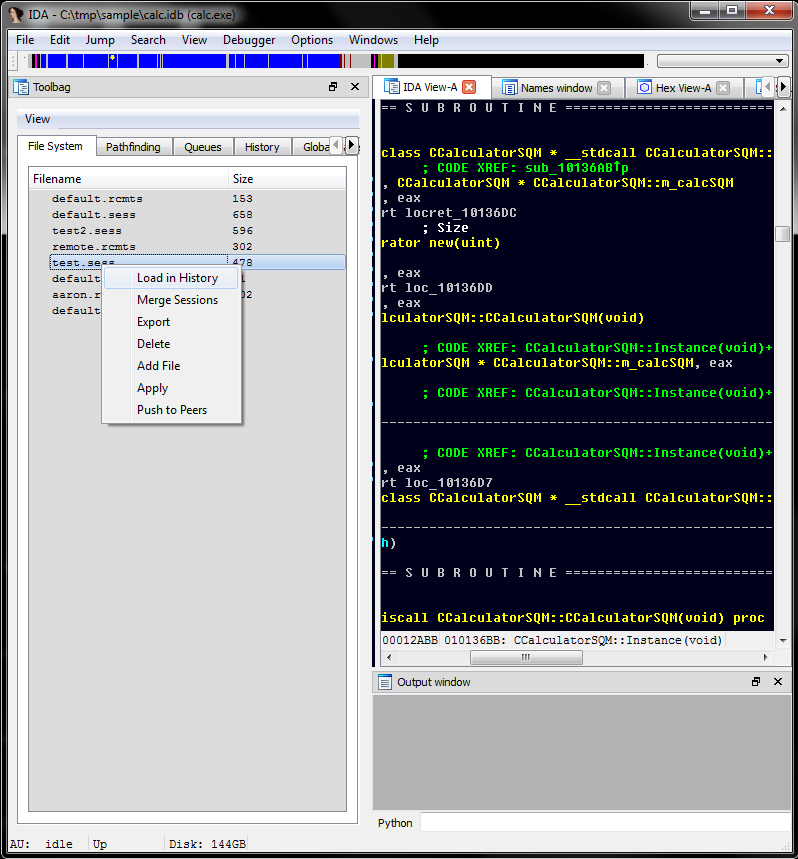 IDA - C:\tmp\sample\calc.idb (calc.exe)
File Edit Jump Search View Debugger Options Windows Help
Toolbag
View
File System Pathfinding Queues History Globa
Filename Size
default.rcmts 153
default.sess 658
test2.sess 596
remote.rcmts 302
test.sess 478
default
aaron.r 02
default
Load in History
Merge Sessions
Export
Delete
Add File
Apply
Push to Peers
IDA View-A Names window Hex View-A
== S U B R O U T I N E ===========================
class CCalculatorSQM * __stdcall CCalculatorSQM::
; CODE XREF: sub_10136AB↑p
, CCalculatorSQM * CCalculatorSQM::m_calcSQM
, eax
rt locret_10136DC
; Size
rator new(uint)
, eax
rt loc_10136DD
, eax
lculatorSQM::CCalculatorSQM(void)
; CODE XREF: CCalculatorSQM::Instance(void)+
lculatorSQM * CCalculatorSQM::m_calcSQM, eax
; CODE XREF: CCalculatorSQM::Instance(void)+
; CODE XREF: CCalculatorSQM::Instance(void)+
, eax
rt loc_10136D7
class CCalculatorSQM * __stdcall CCalculatorSQM::
h)
== S U B R O U T I N E ===========================
iscall CCalculatorSQM::CCalculatorSQM(void) proc
00012ABB 010136BB: CCalculatorSQM::Instance(void)
Output window
Python
AU: idle Up Disk: 144GB